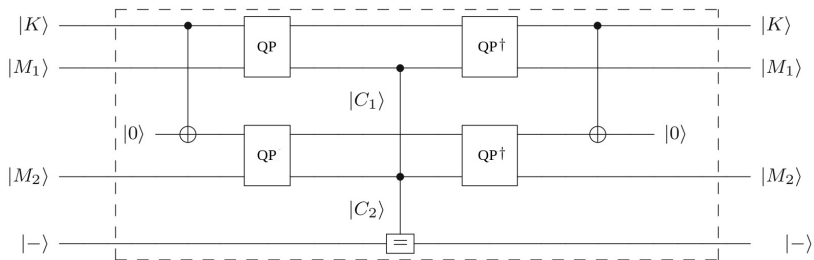 |K⟩ |K⟩
QP QP†
|M₁⟩ |M₁⟩
|C₁⟩
|0⟩ |0⟩
QP QP†
|M₂⟩ |M₂⟩
|C₂⟩
|−⟩ = |−⟩